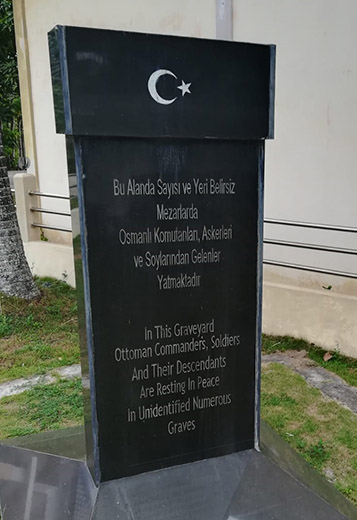 Bu Alanda Sayısı ve Yeri Belirsiz
Mezarlarda
Osmanlı Komutanları, Askerleri
ve Soylarından Gelenler
Yatmaktadır
In This Graveyard
Ottoman Commanders, Soldiers
And Their Descendants
Are Resting In Peace
in Unidentified Numerous
Graves